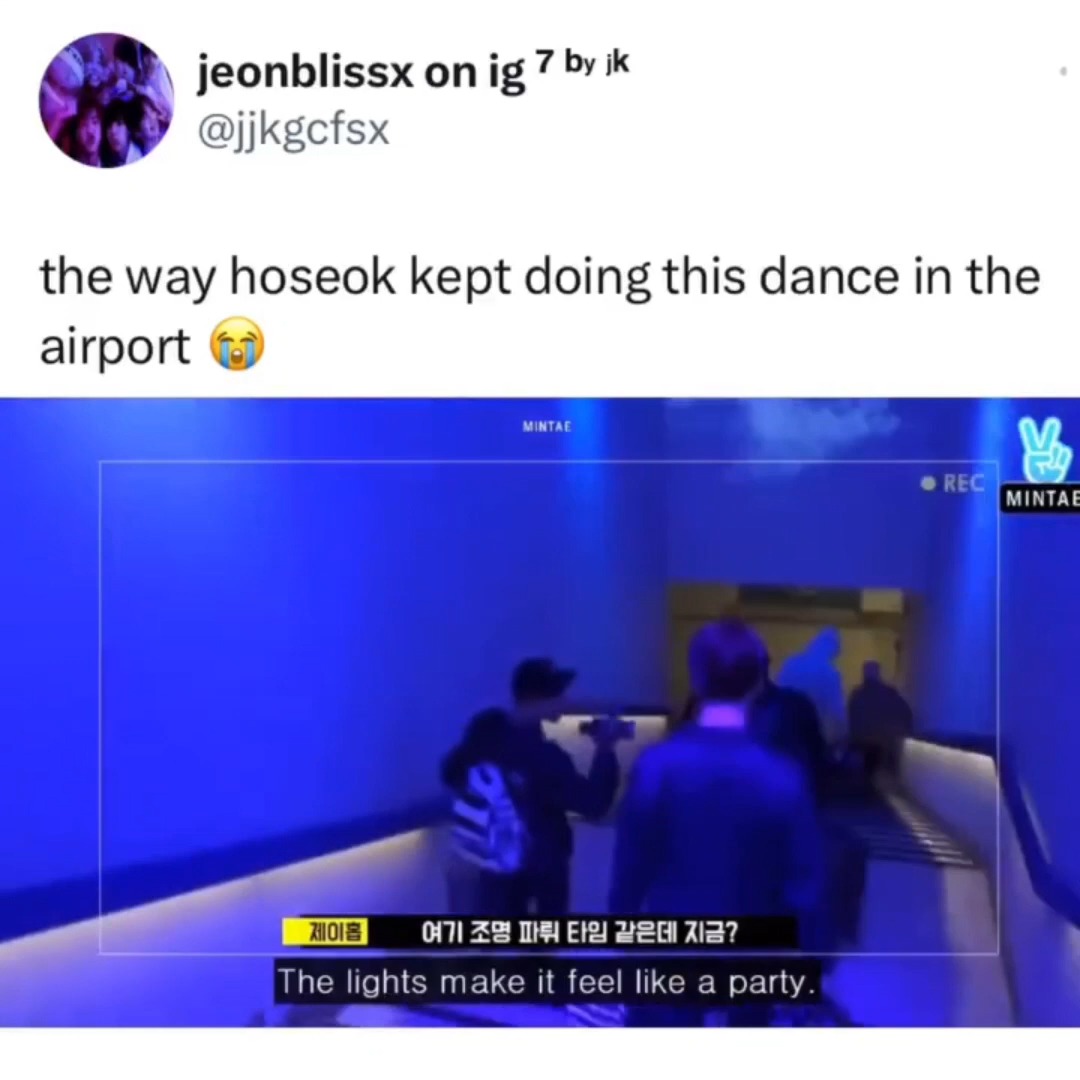 jeonblissx on ig 7 by jk
@jjkgcfsx
the way hoseok kept doing this dance in the
airport 😭
MINTAE
REC
MINTAE
제이홉 여기 조명 파뤼 타임 같은데 지금?
The lights make it feel like a party.